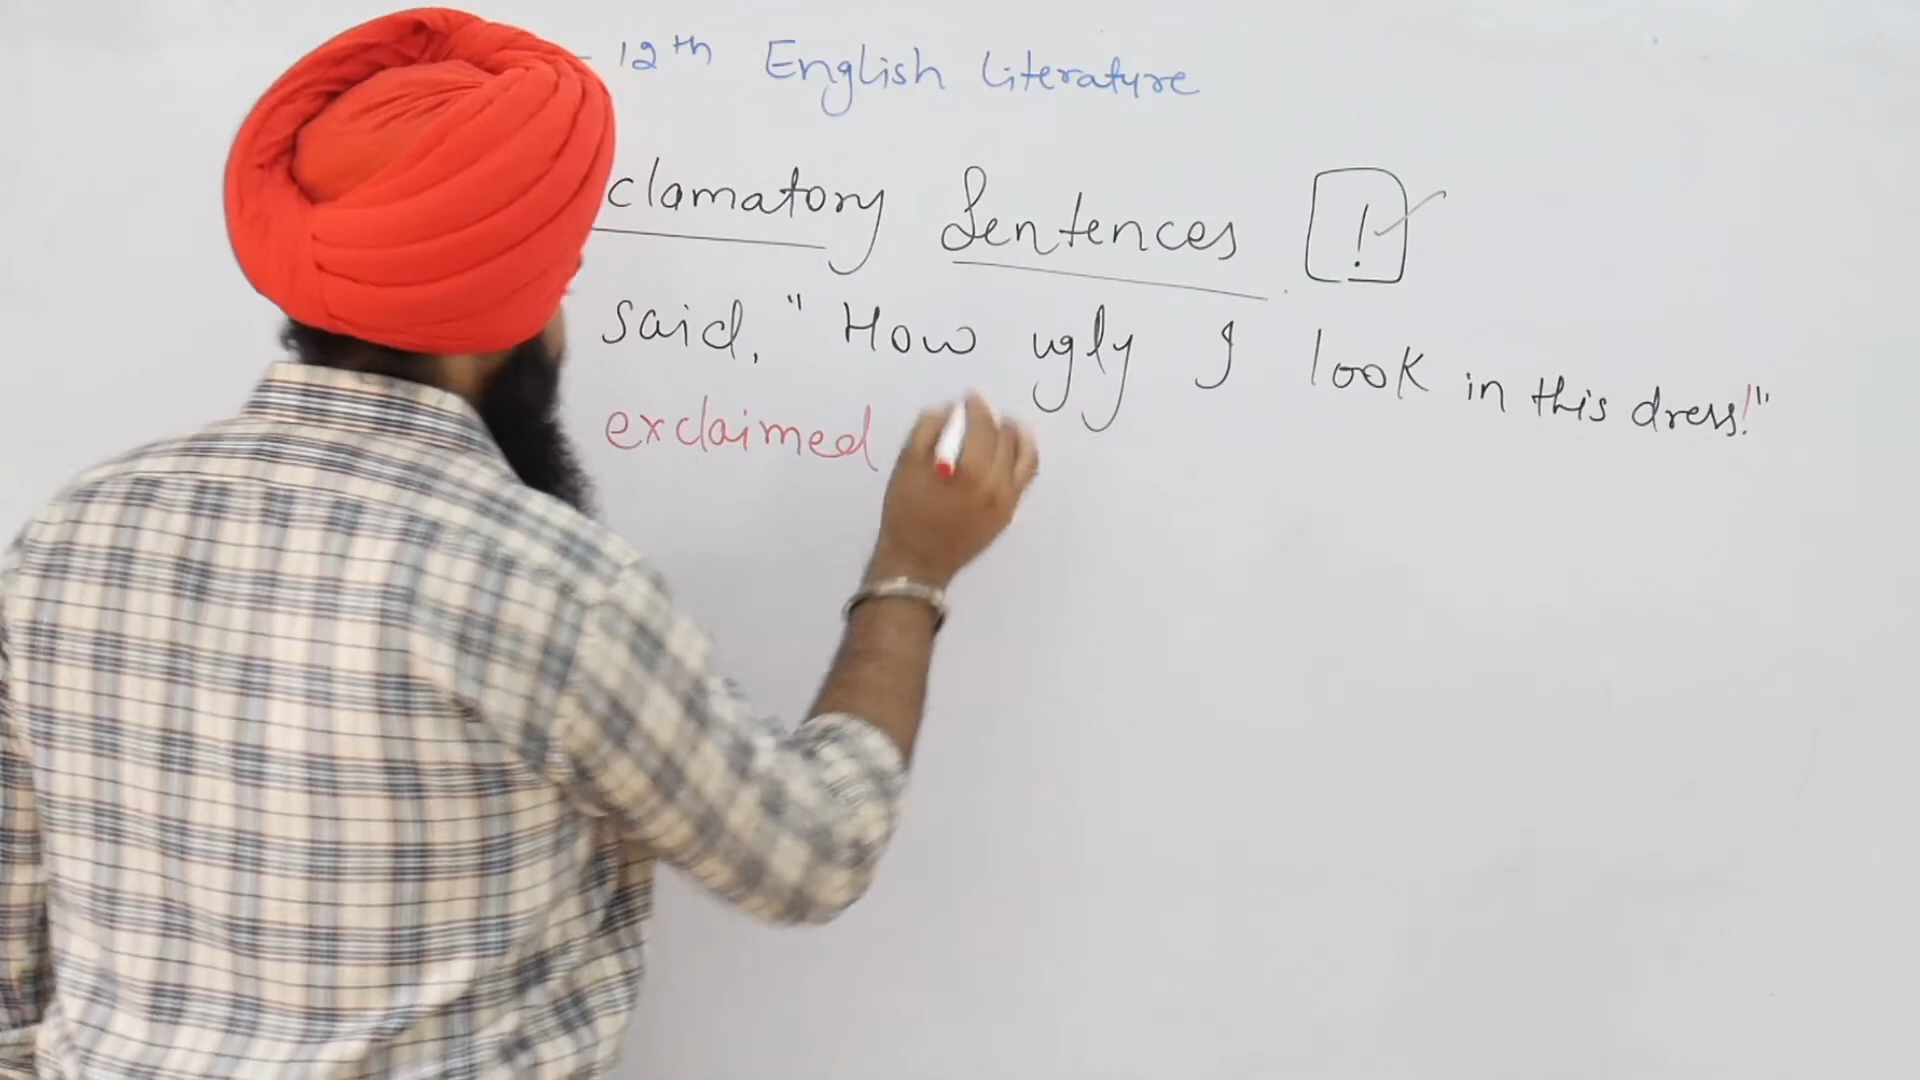 12th English Literature
clamatory Sentences !
said, "How ugly I look in this dress!"
exclaimed